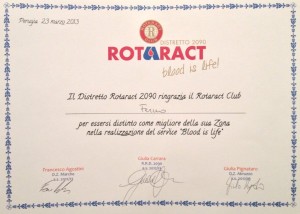 Perugia, 23 marzo 2013
DISTRETTO 2090
ROTARACT
blood is life!
Il Distretto Rotaract 2090 ringrazia il Rotaract Club
Fermo
per essersi distinto come migliore della sua Zona
nella realizzazione del service "Blood is life"
Francesco Agostini
Giulia Cerioni
Giulia Pignataro